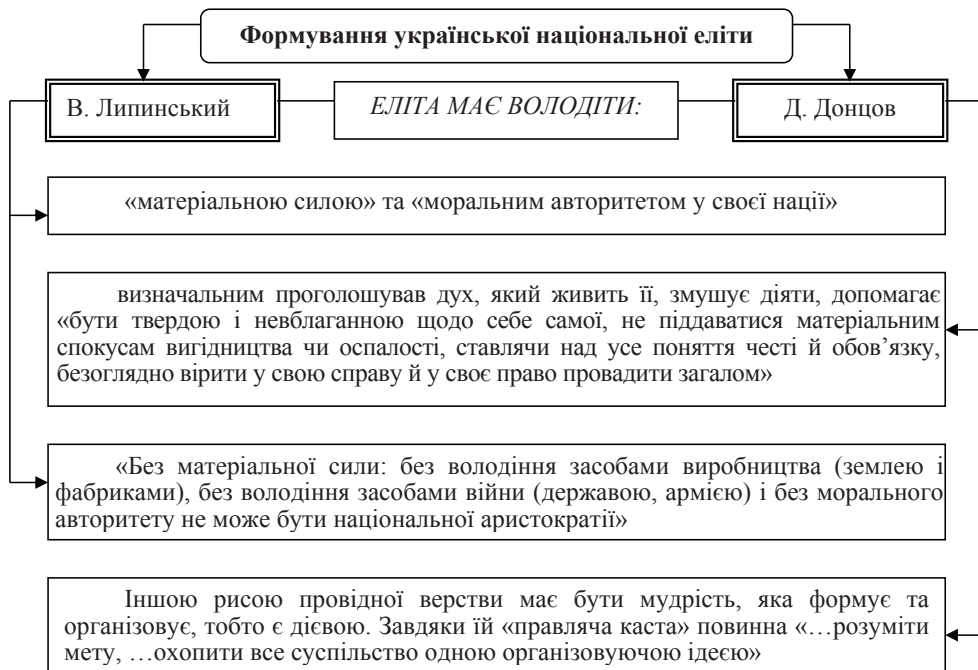 Формування української національної еліти
В. Липинський
ЕЛІТА МАЄ ВОЛОДІТИ:
Д. Донцов
«матеріальною силою» та «моральним авторитетом у своєї нації»
визначальним проголошував дух, який живить її, змушує діяти, допомагає
«бути твердою і невблаганною щодо себе самої, не піддаватися матеріальним
спокусам вигідництва чи оспалості, ставлячи над усе поняття честі й обов’язку,
безоглядно вірити у свою справу й у своє право провадити загалом»
«Без матеріальної сили: без володіння засобами виробництва (землею і
фабриками), без володіння засобами війни (державою, армією) і без морального
авторитету не може бути національної аристократії»
Іншою рисою провідної верстви має бути мудрість, яка формує та
організовує, тобто є дієвою. Завдяки їй «правляча каста» повинна «…розуміти
мету, …охопити все суспільство одною організовуючою ідеєю»